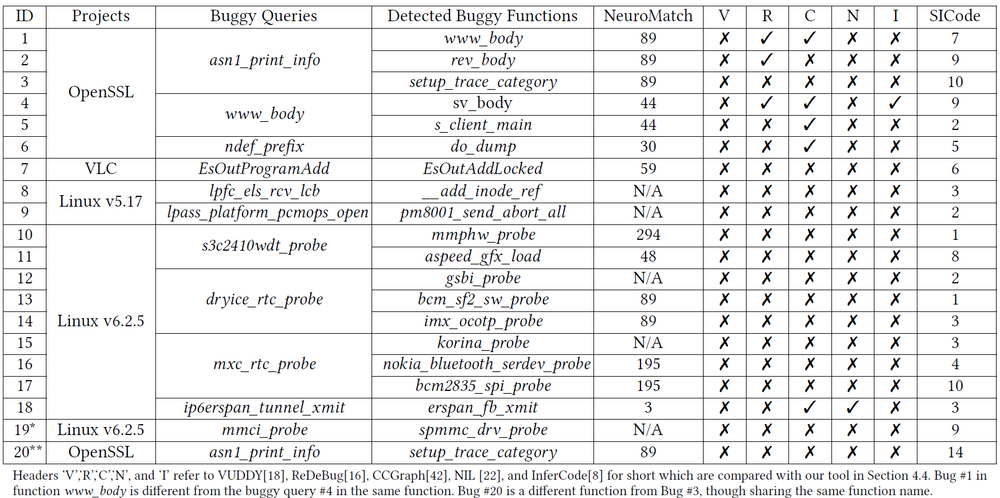 ID Projects Buggy Queries Detected Buggy Functions NeuroMatch V R C N I SICode
1 OpenSSL asn1_print_info www_body 89 ✗ ✓ ✓ ✗ ✗ 7
2 rev_body 89 ✗ ✓ ✗ ✗ ✗ 9
3 setup_trace_category 89 ✗ ✗ ✗ ✗ ✗ 10
4 www_body sv_body 44 ✗ ✓ ✓ ✗ ✓ 9
5 s_client_main 44 ✗ ✗ ✓ ✗ ✗ 2
6 ndef_prefix do_dump 30 ✗ ✗ ✓ ✗ ✗ 5
7 VLC EsOutProgramAdd EsOutAddLocked 59 ✗ ✗ ✗ ✗ ✗ 6
8 Linux v5.17 lpfc_els_rcv_lcb __add_inode_ref N/A ✗ ✗ ✗ ✗ ✗ 3
9 lpass_platform_pcmops_open pm8001_send_abort_all N/A ✗ ✗ ✗ ✗ ✗ 2
10 Linux v6.2.5 s3c2410wdt_probe mmphw_probe 294 ✗ ✗ ✗ ✗ ✗ 1
11 aspeed_gfx_load 48 ✗ ✗ ✗ ✗ ✗ 8
12 dryice_rtc_probe gsbi_probe N/A ✗ ✗ ✗ ✗ ✗ 2
13 bcm_sf2_sw_probe 89 ✗ ✗ ✗ ✗ ✗ 1
14 imx_ocotp_probe 89 ✗ ✗ ✗ ✗ ✗ 3
15 mxc_rtc_probe korina_probe N/A ✗ ✗ ✗ ✗ ✗ 3
16 nokia_bluetooth_serdev_probe 195 ✗ ✗ ✗ ✗ ✗ 4
17 bcm2835_spi_probe 195 ✗ ✗ ✗ ✗ ✗ 10
18 ip6erspan_tunnel_xmit erspan_fb_xmit 3 ✗ ✗ ✓ ✓ ✗ 3
19* Linux v6.2.5 mmci_probe spmmc_drv_probe N/A ✗ ✗ ✗ ✗ ✗ 9
20** OpenSSL asn1_print_info setup_trace_category 89 ✗ ✗ ✗ ✗ ✗ 14
Headers ‘V’,‘R’,‘C’,‘N’, and ‘I’ refer to VUDDY[18], ReDeBug[16], CCGraph[42], NIL [22], and InferCode[8] for short which are compared with our tool in Section 4.4. Bug #1 in
function www_body is different from the buggy query #4 in the same function. Bug #20 is a different function from Bug #3, though sharing the same function name.